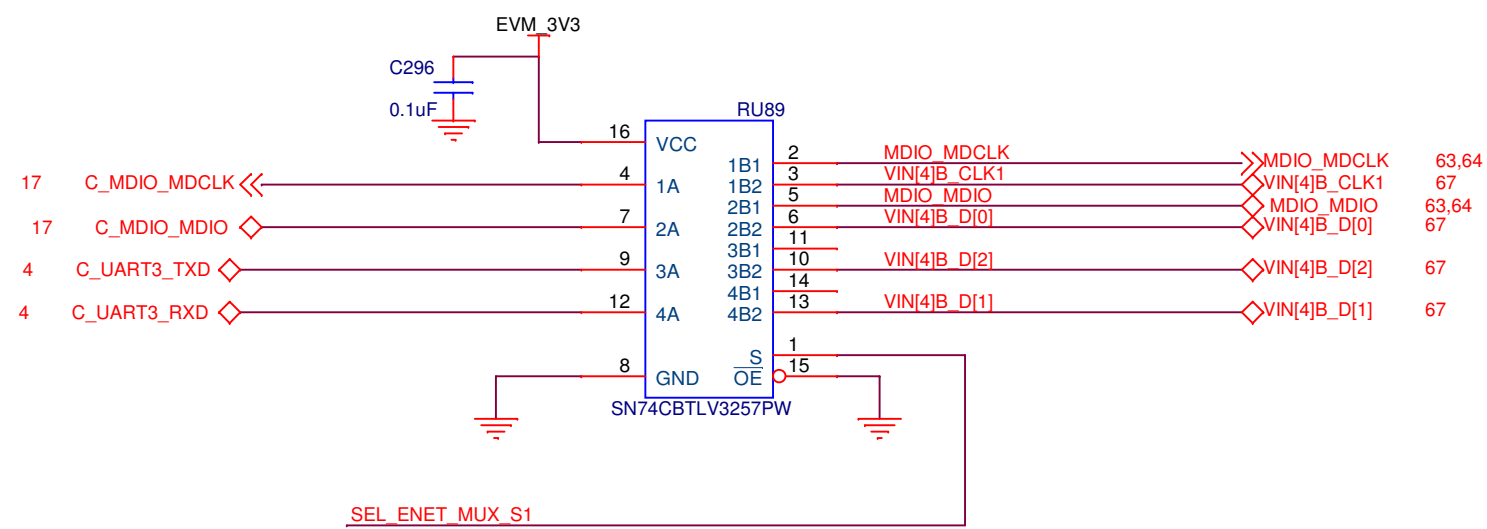 EVM_3V3
C296
0.1uF
RU89
16 VCC
1B1 2 MDIO_MDCLK MDIO_MDCLK 63,64
17 C_MDIO_MDCLK 4 1A
1B2 3 VIN[4]B_CLK1 VIN[4]B_CLK1 67
2B1 5 MDIO_MDIO MDIO_MDIO 63,64
17 C_MDIO_MDIO 7 2A
2B2 6 VIN[4]B_D[0] VIN[4]B_D[0] 67
3B1 11
4 C_UART3_TXD 9 3A
3B2 10 VIN[4]B_D[2] VIN[4]B_D[2] 67
4B1 14
4 C_UART3_RXD 12 4A
4B2 13 VIN[4]B_D[1] VIN[4]B_D[1] 67
S 1
8 GND
OE 15
SN74CBTLV3257PW
SEL_ENET_MUX_S1